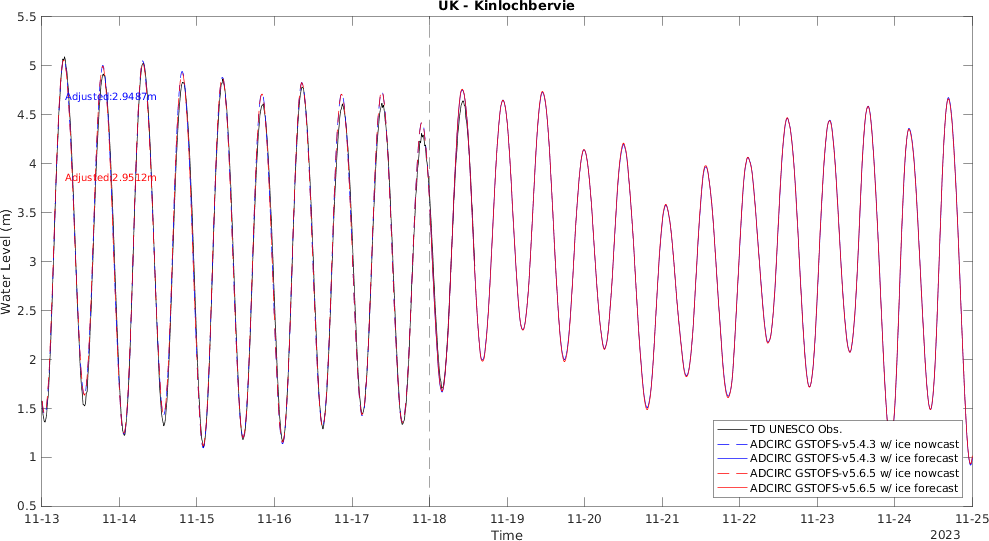 UK - Kinlochbervie
5.5
5
4.5
4
3.5
3
2.5
2
1.5
1
0.5
Water Level (m)
Adjusted:2.9487m
Adjusted:2.9512m
TD UNESCO Obs.
ADCIRC GSTOFS-v5.4.3 w/ ice nowcast
ADCIRC GSTOFS-v5.4.3 w/ ice forecast
ADCIRC GSTOFS-v5.6.5 w/ ice nowcast
ADCIRC GSTOFS-v5.6.5 w/ ice forecast
11-13 11-14 11-15 11-16 11-17 11-18 11-19 11-20 11-21 11-22 11-23 11-24 11-25
Time
2023